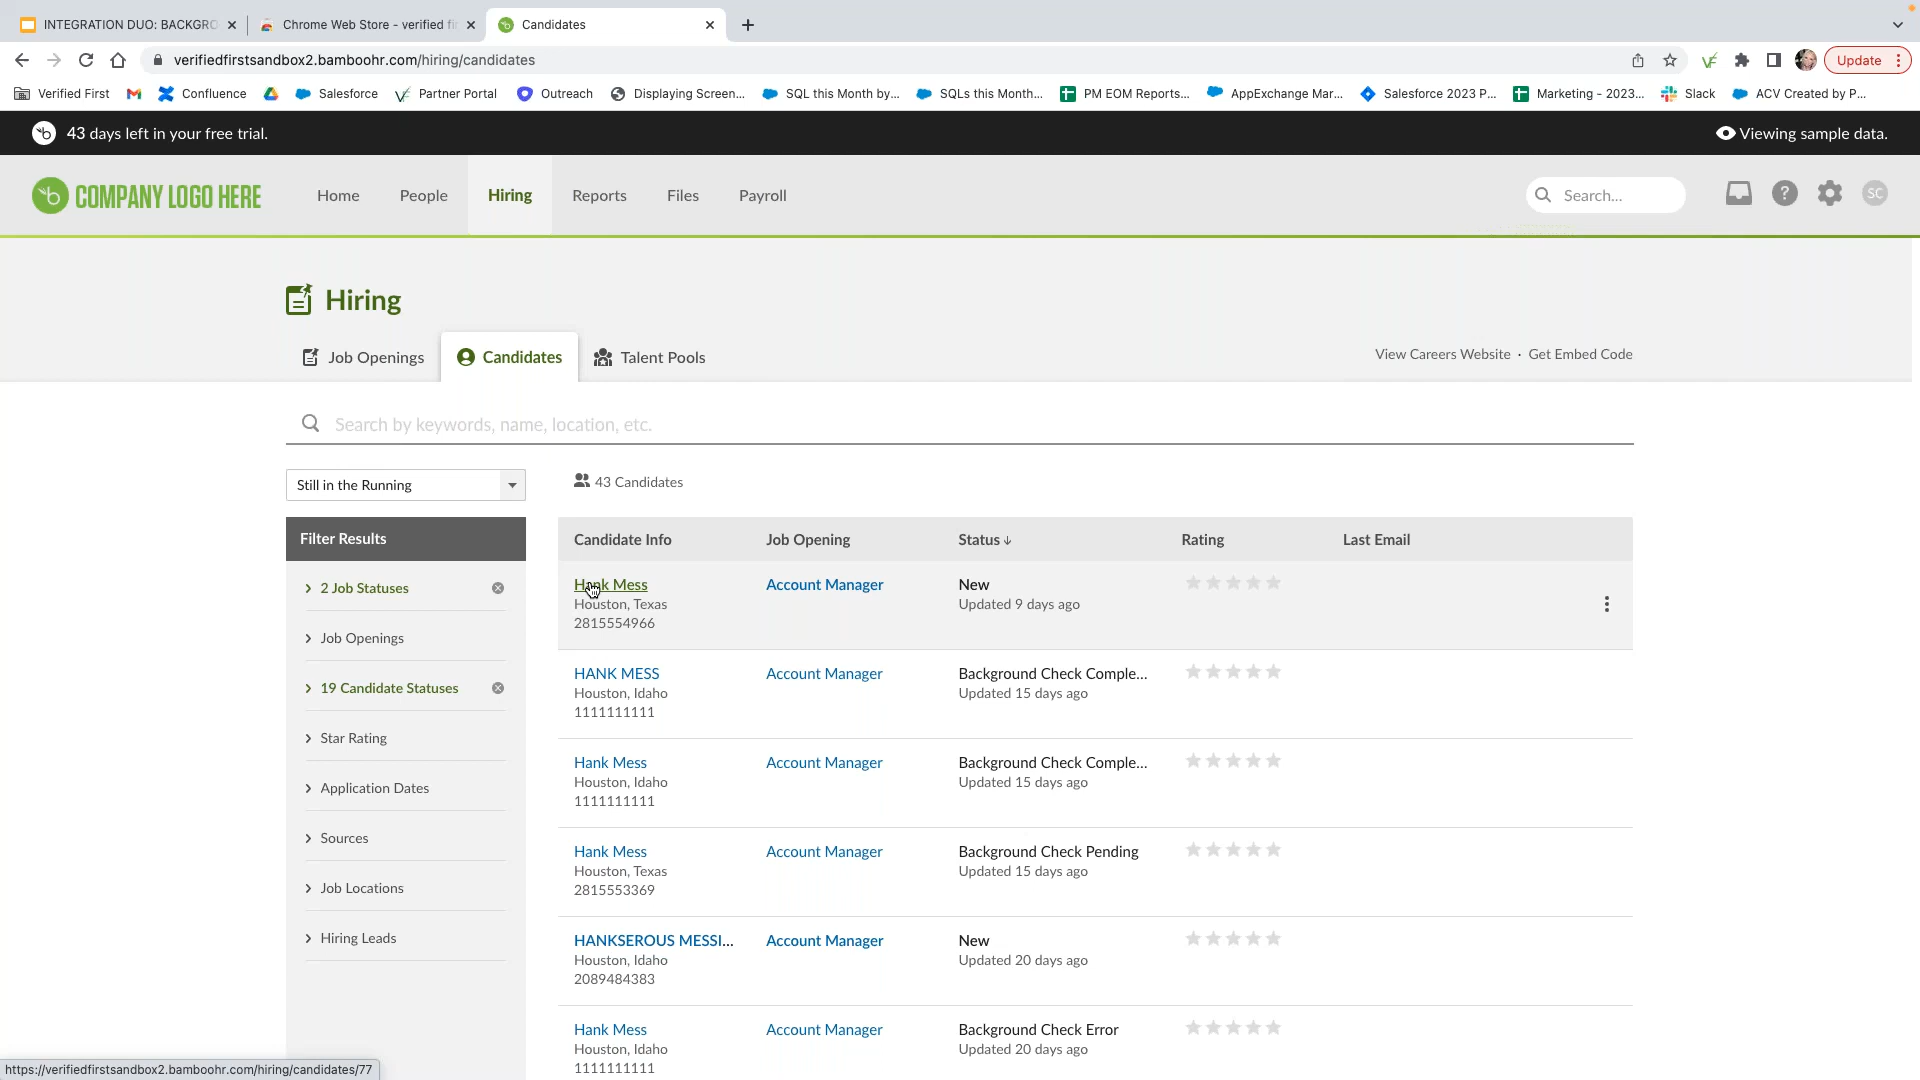 INTEGRATION DUO: BACKGRO
Chrome Web Store - verified fi
Candidates
verifiedfirstsandbox2.bamboohr.com/hiring/candidates
Update
Verified First
Confluence
Salesforce
Partner Portal
Outreach
Displaying Screen...
SQL this Month by...
SQLs this Month...
PM EOM Reports...
AppExchange Mar...
Salesforce 2023 P...
Marketing - 2023...
Slack
ACV Created by P...
43 days left in your free trial.
Viewing sample data.
COMPANY LOGO HERE
Home
People
Hiring
Reports
Files
Payroll
Search...
SC
Hiring
Job Openings
Candidates
Talent Pools
View Careers Website · Get Embed Code
Search by keywords, name, location, etc.
Still in the Running
43 Candidates
Filter Results
2 Job Statuses
Job Openings
19 Candidate Statuses
Star Rating
Application Dates
Sources
Job Locations
Hiring Leads
Candidate Info
Job Opening
Status
Rating
Last Email
Hank Mess
Houston, Texas
2815554966
Account Manager
New
Updated 9 days ago
HANK MESS
Houston, Idaho
1111111111
Account Manager
Background Check Comple...
Updated 15 days ago
Hank Mess
Houston, Idaho
1111111111
Account Manager
Background Check Comple...
Updated 15 days ago
Hank Mess
Houston, Texas
2815553369
Account Manager
Background Check Pending
Updated 15 days ago
HANKSEROUS MESSI...
Houston, Idaho
2089484383
Account Manager
New
Updated 20 days ago
Hank Mess
Houston, Idaho
1111111111
Account Manager
Background Check Error
Updated 20 days ago
https://verifiedfirstsandbox2.bamboohr.com/hiring/candidates/77